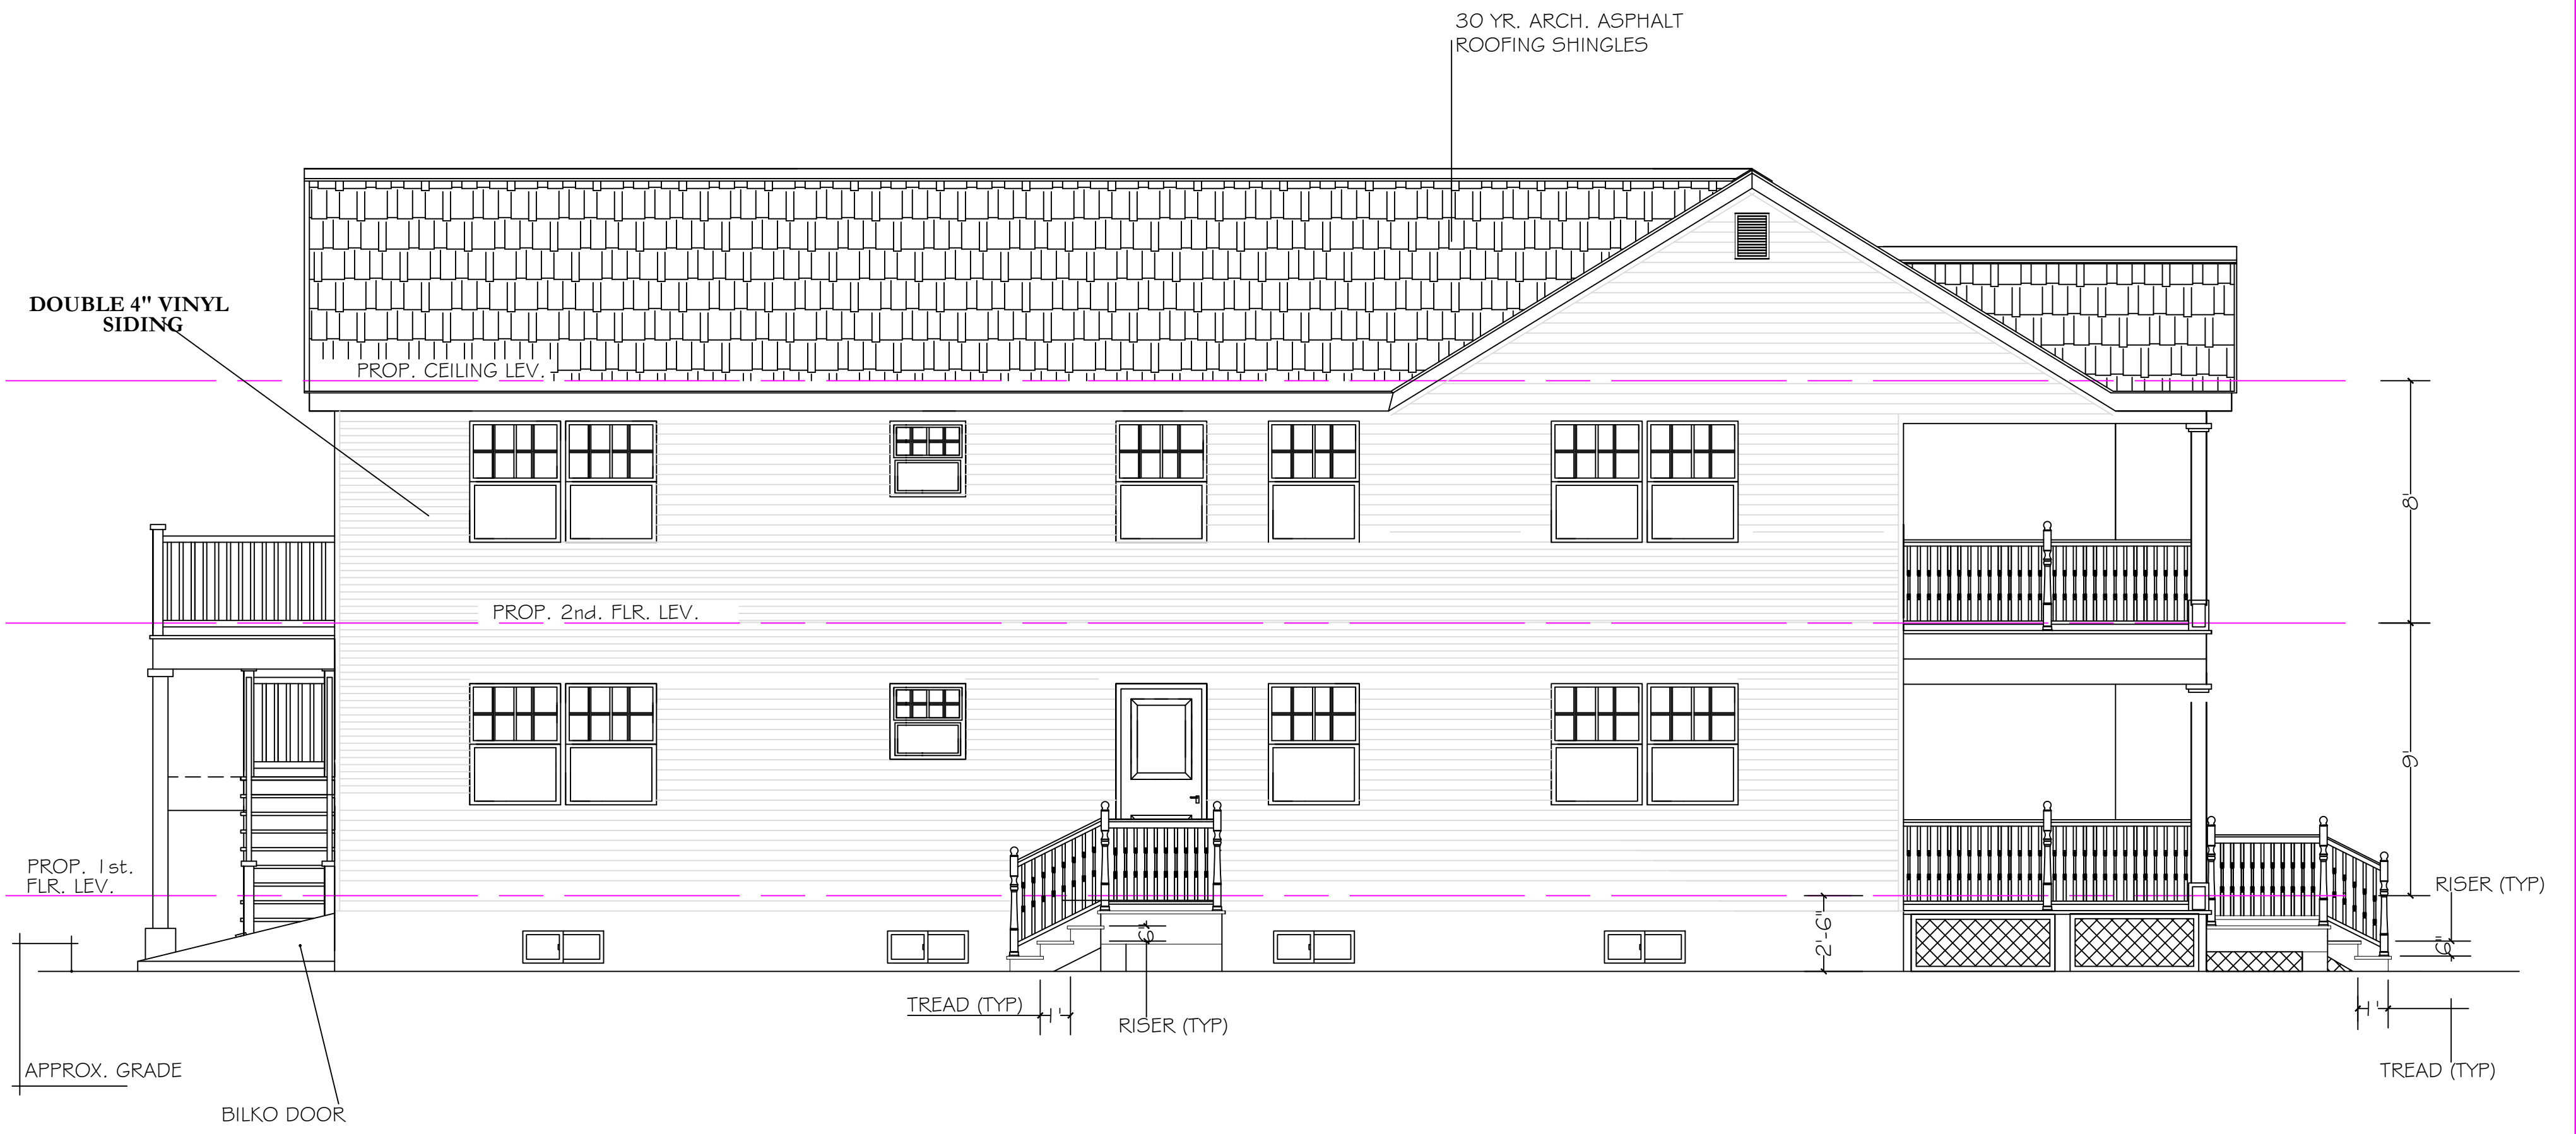 30 YR. ARCH. ASPHALT
ROOFING SHINGLES
DOUBLE 4" VINYL
SIDING
PROP. CEILING LEV.
8'
PROP. 2nd. FLR. LEV.
9'
PROP. 1st.
FLR. LEV.
RISER (TYP)
2'-6"
6"
6"
TREAD (TYP)
1'
RISER (TYP)
1'
APPROX. GRADE
TREAD (TYP)
BILKO DOOR